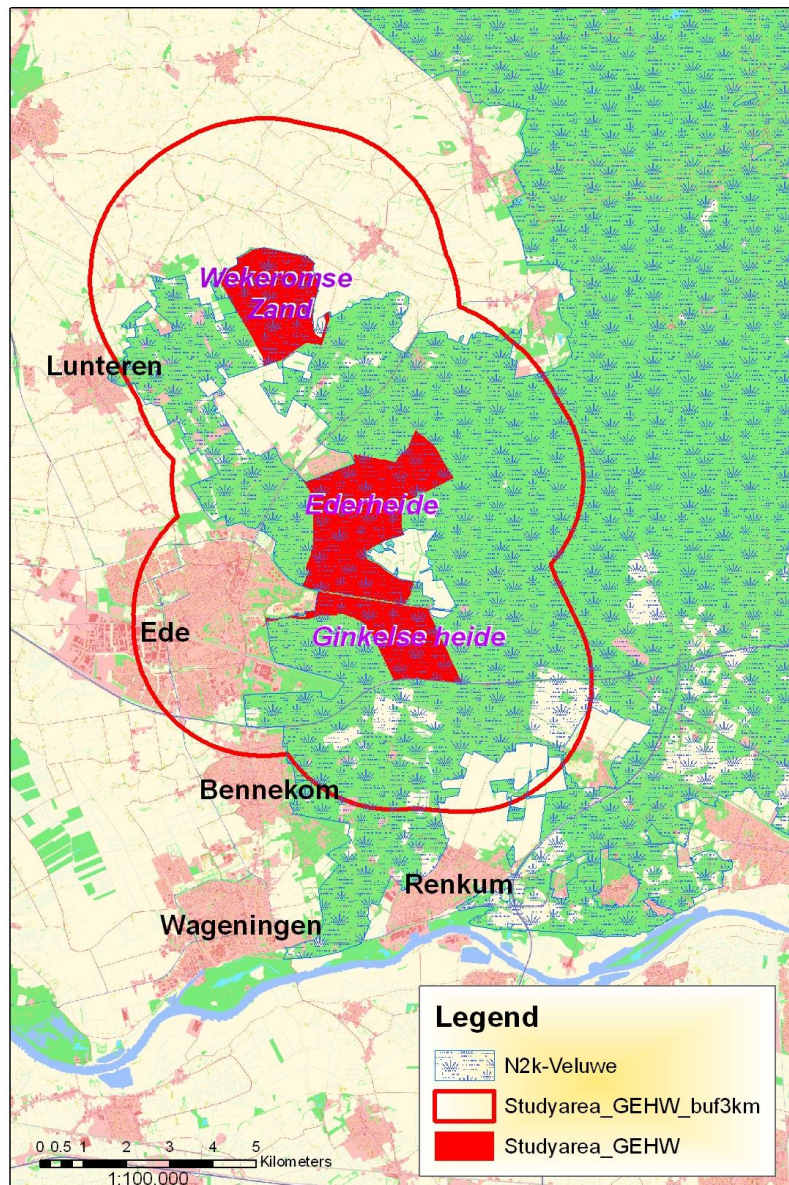 Wekeromse
Zand
Lunteren
Ederheide
Ede
Ginkelse heide
Bennekom
Renkum
Wageningen
Legend
N2k-Veluwe
Studyarea_GEHW_buf3km
Studyarea_GEHW
0 0.5 1 2 3 4 5
Kilometers
1:100.000